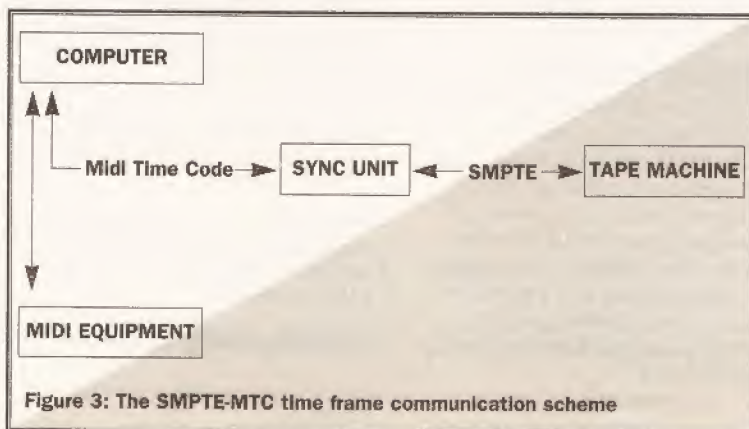 COMPUTER
Midi Time Code
SYNC UNIT
SMPTE
TAPE MACHINE
MIDI EQUIPMENT
Figure 3: The SMPTE-MTC time frame communication scheme